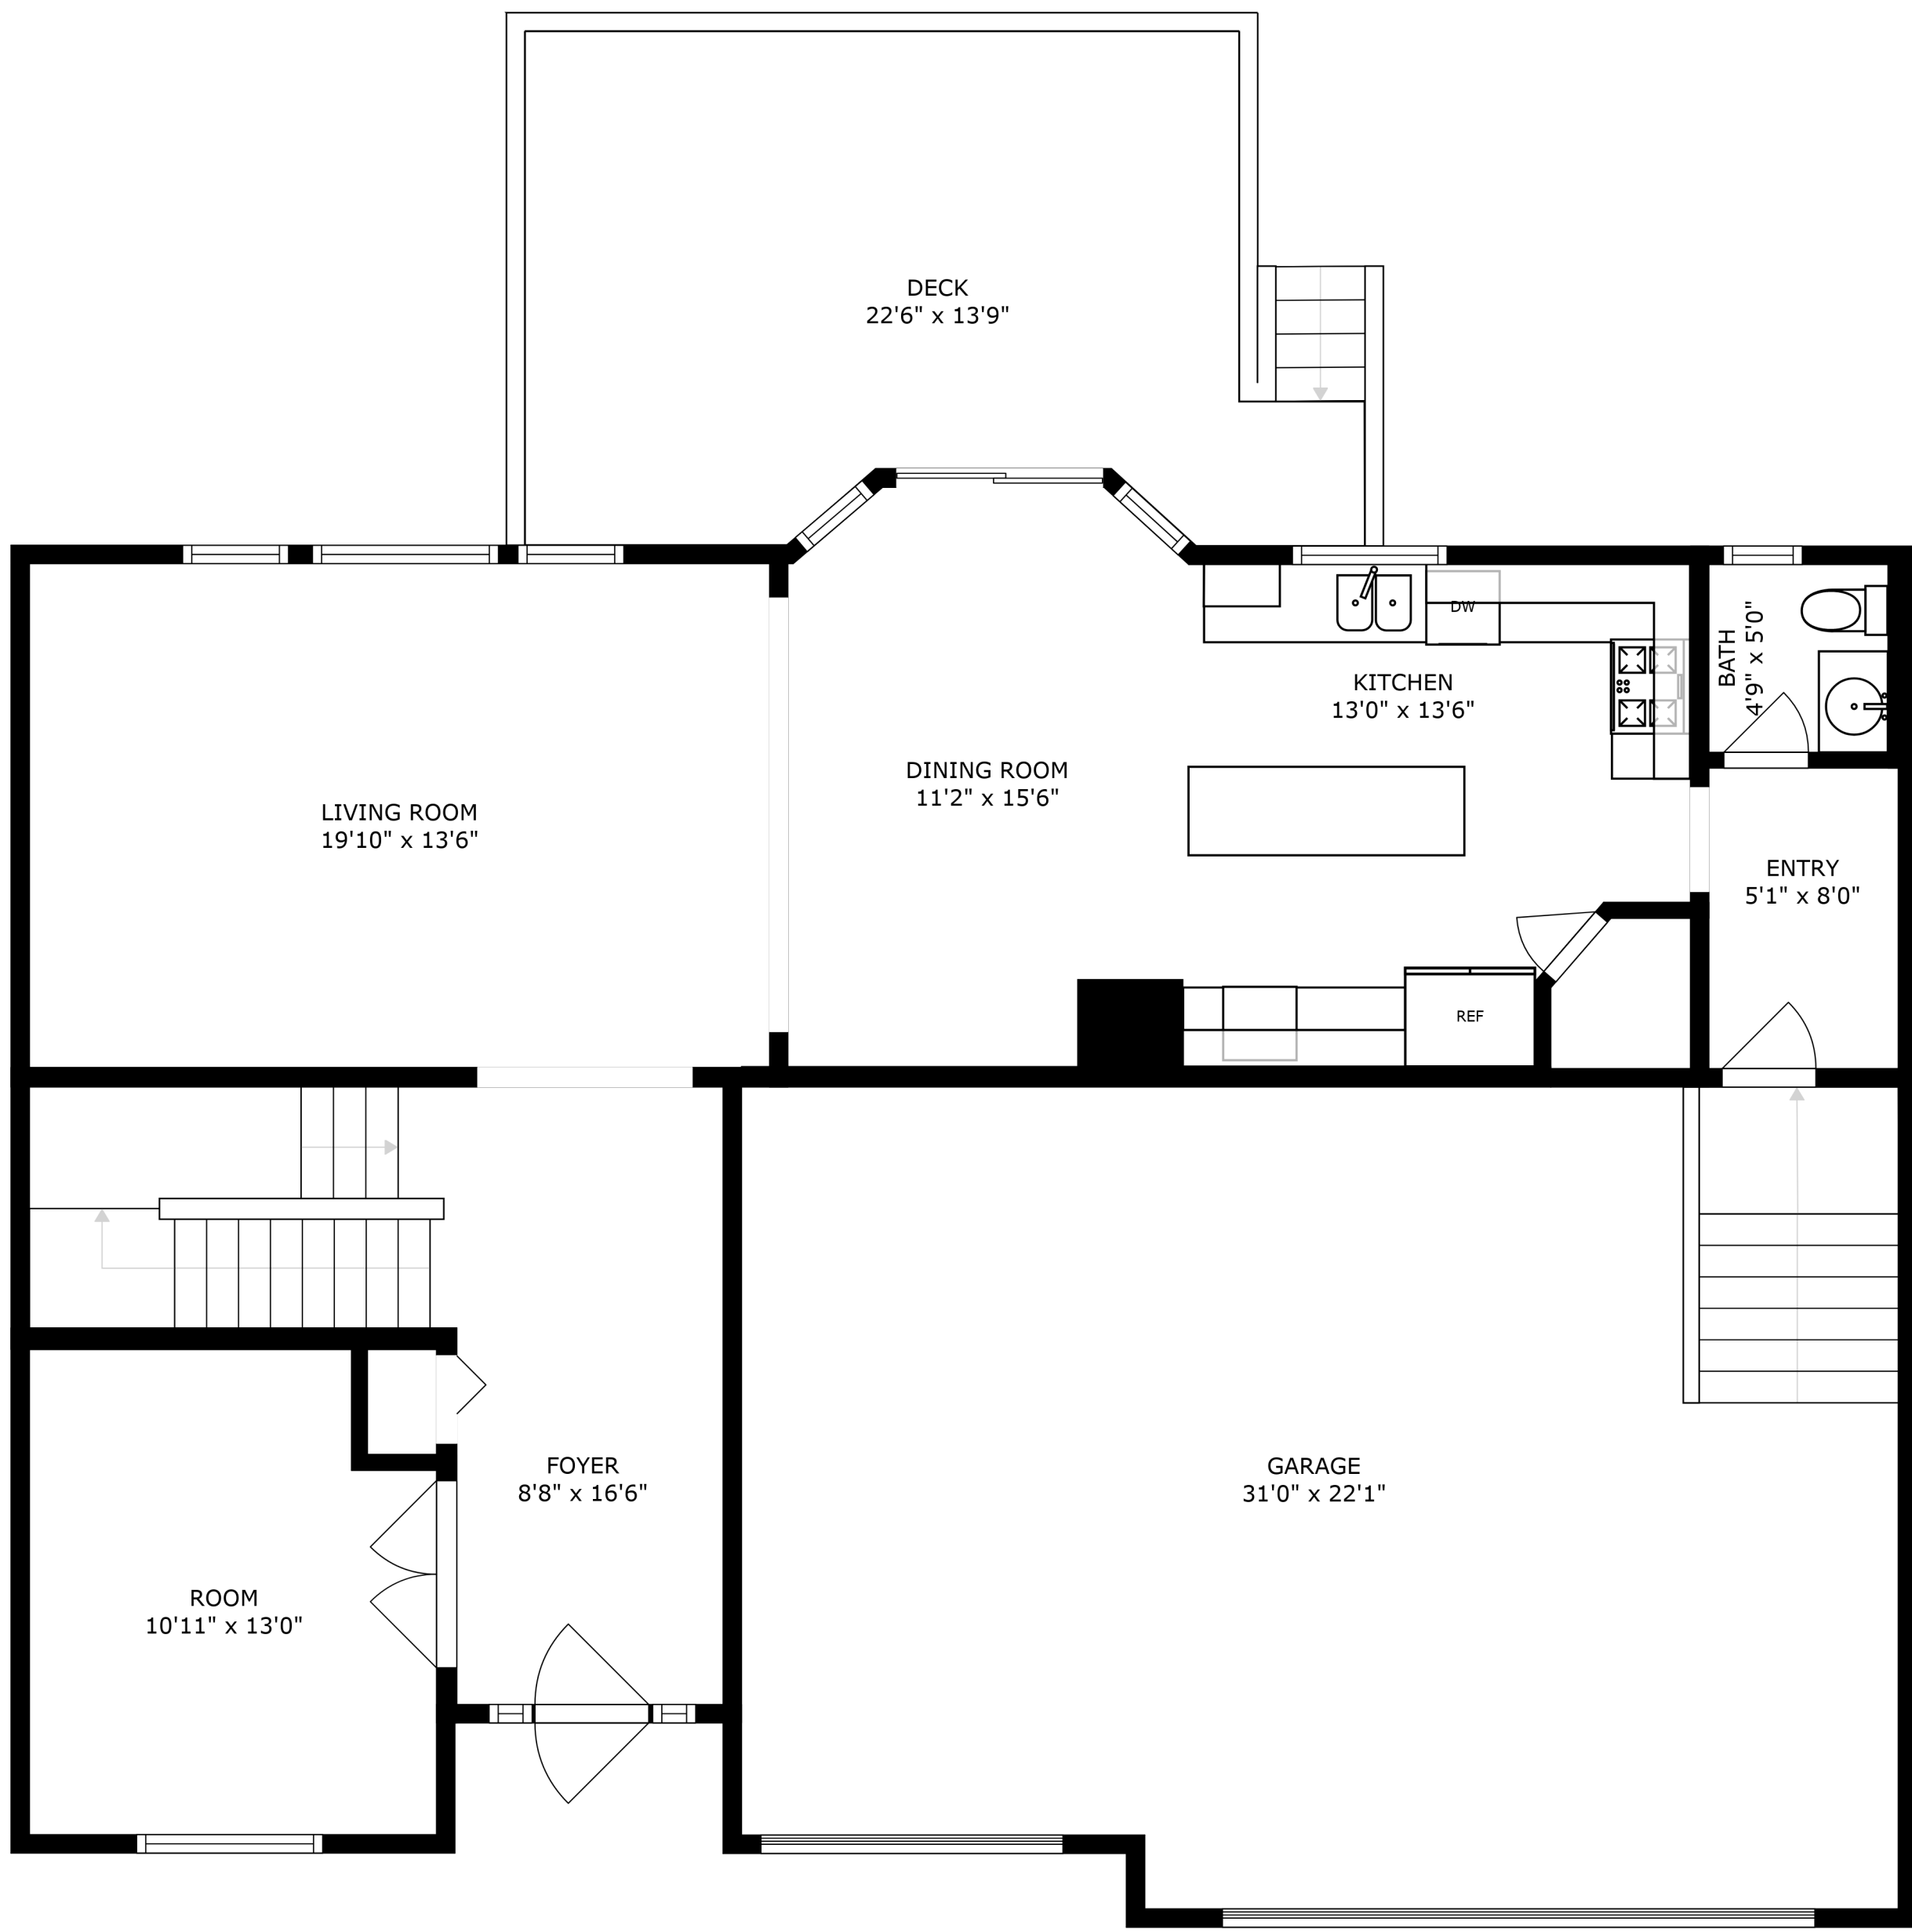 DECK
22'6" x 13'9"
DW
KITCHEN
13'0" x 13'6"
BATH
4'9" x 5'0"
DINING ROOM
11'2" x 15'6"
LIVING ROOM
19'10" x 13'6"
ENTRY
5'1" x 8'0"
REF
FOYER
8'8" x 16'6"
GARAGE
31'0" x 22'1"
ROOM
10'11" x 13'0"